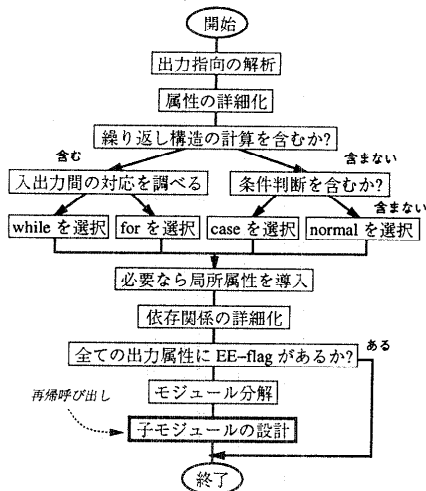 開始
出力指向の解析
属性の詳細化
繰り返し構造の計算を含むか?
含む
含まない
入出力間の対応を調べる
条件判断を含むか?
含まない
while を選択
for を選択
case を選択
normal を選択
必要なら局所属性を導入
依存関係の詳細化
全ての出力属性に EE-flag があるか?
ある
モジュール分解
再帰呼び出し
子モジュールの設計
終了